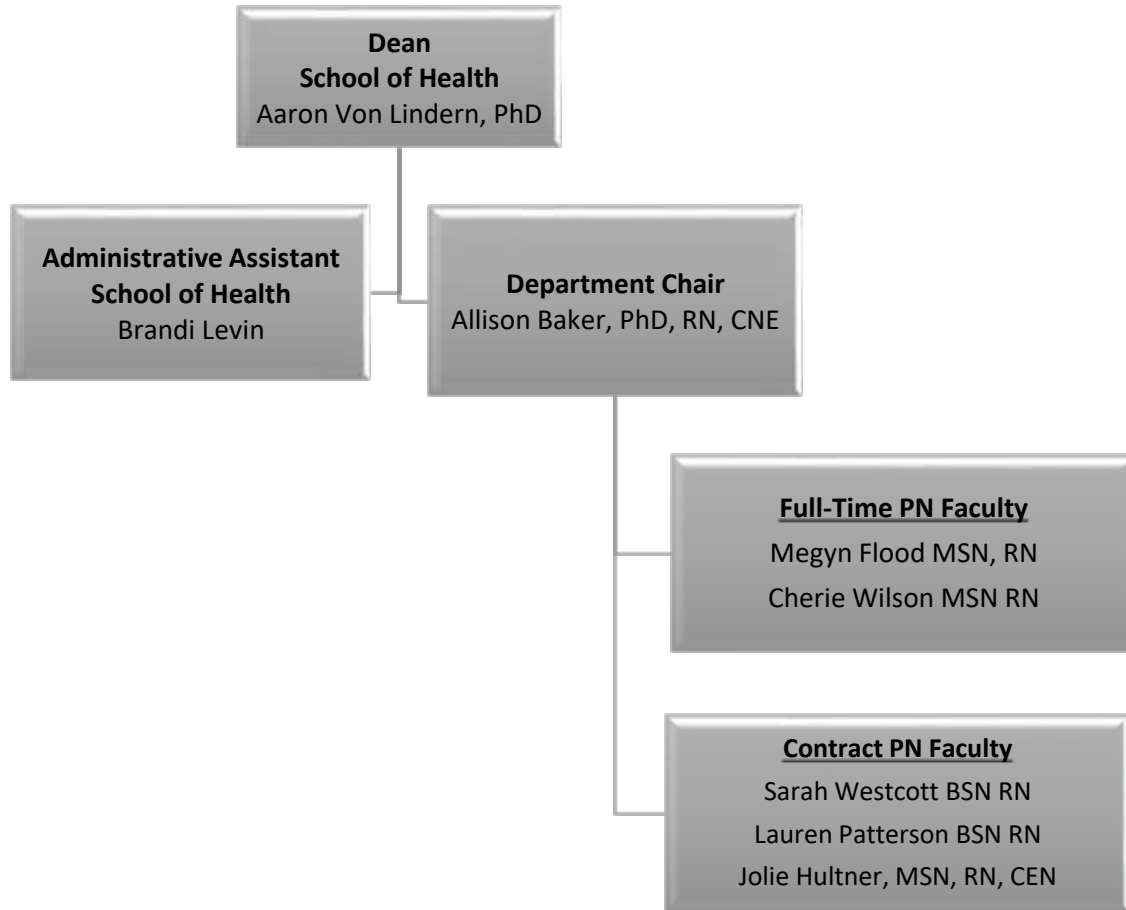 Dean
School of Health
Aaron Von Lindern, PhD
Administrative Assistant
School of Health
Brandi Levin
Department Chair
Allison Baker, PhD, RN, CNE
Full-Time PN Faculty
Megyn Flood MSN, RN
Cherie Wilson MSN RN
Contract PN Faculty
Sarah Westcott BSN RN
Lauren Patterson BSN RN
Jolie Hultner, MSN, RN, CEN